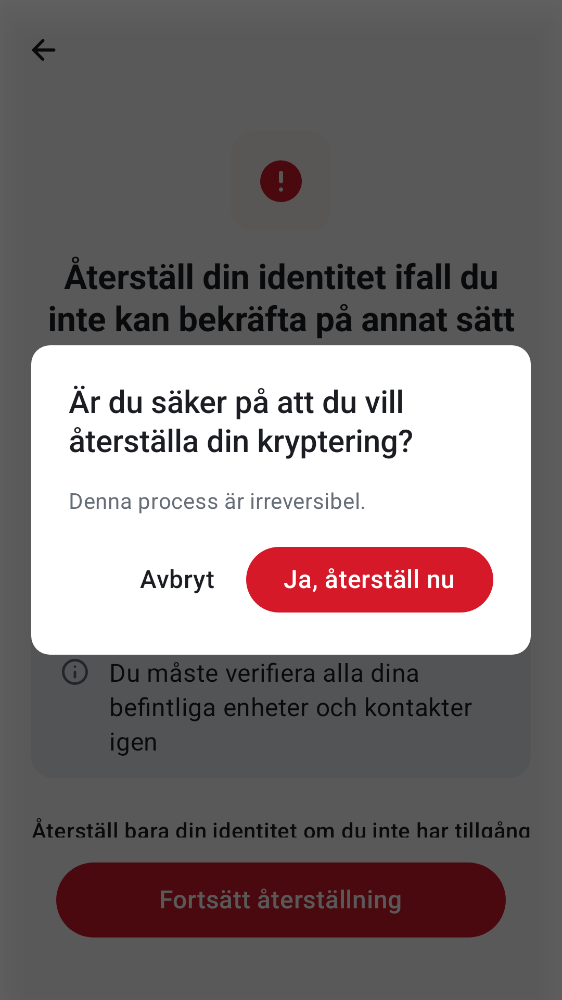 Återställ din identitet ifall du
inte kan bekräfta på annat sätt
Är du säker på att du vill
återställa din kryptering?
Denna process är irreversibel.
Avbryt
Ja, återställ nu
Du måste verifiera alla dina
befintliga enheter och kontakter
igen
Återställ bara din identitet om du inte har tillgång
Fortsätt återställning